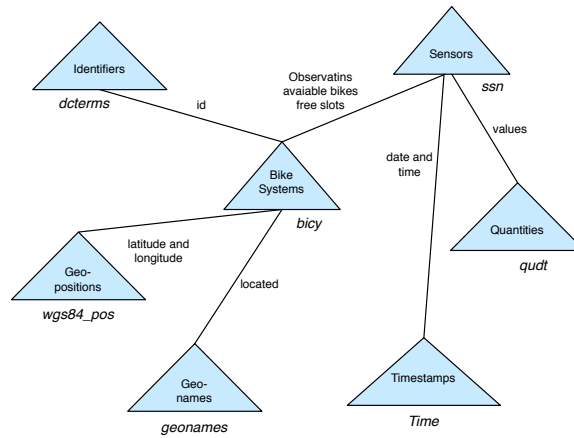 Identifiers
dcterms
id
Observatins
avaiable bikes
free slots
Sensors
ssn
values
date and
time
Bike
Systems
bicy
Quantities
qudt
latitude and
longitude
located
Geo-
positions
wgs84_pos
Geo-
names
geonames
Timestamps
Time